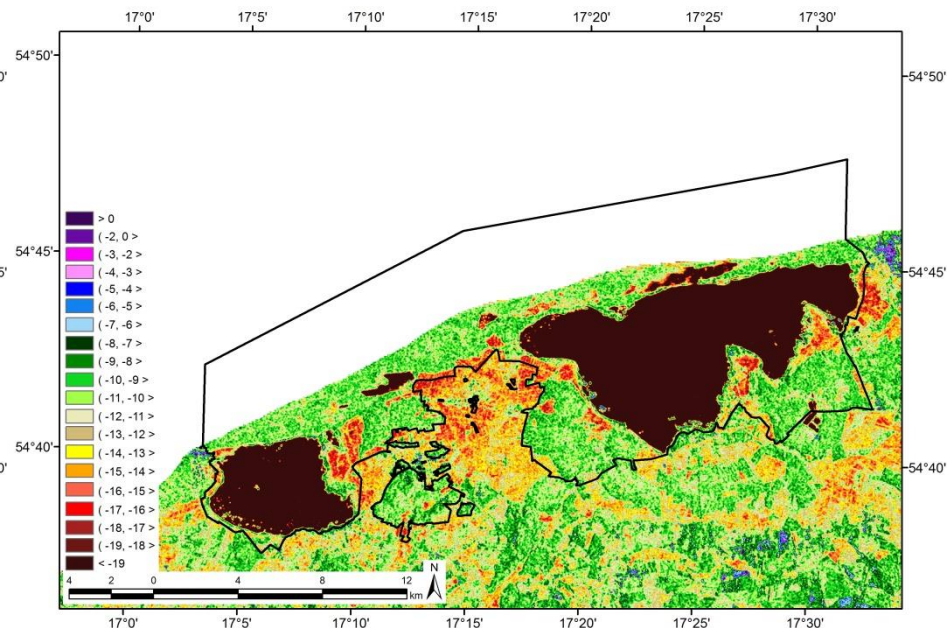 17°0' 17°5' 17°10' 17°15' 17°20' 17°25' 17°30'
54°50'
0' 54°50'
54°45'
5' 54°45'
54°40'
0' 54°40'
> 0
( -2, 0 >
( -3, -2 >
( -4, -3 >
( -5, -4 >
( -6, -5 >
( -7, -6 >
( -8, -7 >
( -9, -8 >
( -10, -9 >
( -11, -10 >
( -12, -11 >
( -13, -12 >
( -14, -13 >
( -15, -14 >
( -16, -15 >
( -17, -16 >
( -18, -17 >
( -19, -18 >
< -19
N
4 2 0 4 8 12
km
17°0' 17°5' 17°10' 17°15' 17°20' 17°25' 17°30'